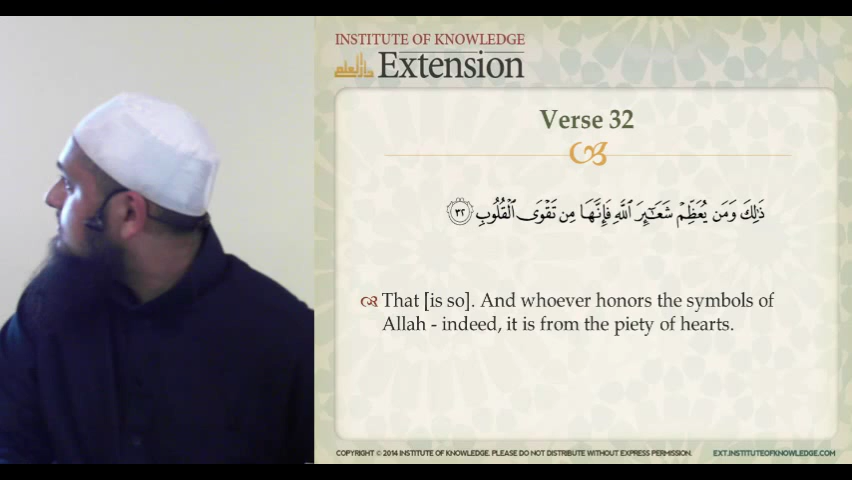 INSTITUTE OF KNOWLEDGE
دار العلم Extension
Verse 32
ذَٰلِكَ وَمَن يُعَظِّمْ شَعَـٰٓئِرَ ٱللَّهِ فَإِنَّهَا مِن تَقْوَى ٱلْقُلُوبِ ٣٢
That [is so]. And whoever honors the symbols of
Allah - indeed, it is from the piety of hearts.
COPYRIGHT © 2014 INSTITUTE OF KNOWLEDGE. PLEASE DO NOT DISTRIBUTE WITHOUT EXPRESS PERMISSION. EXT.INSTITUTEOFKNOWLEDGE.COM